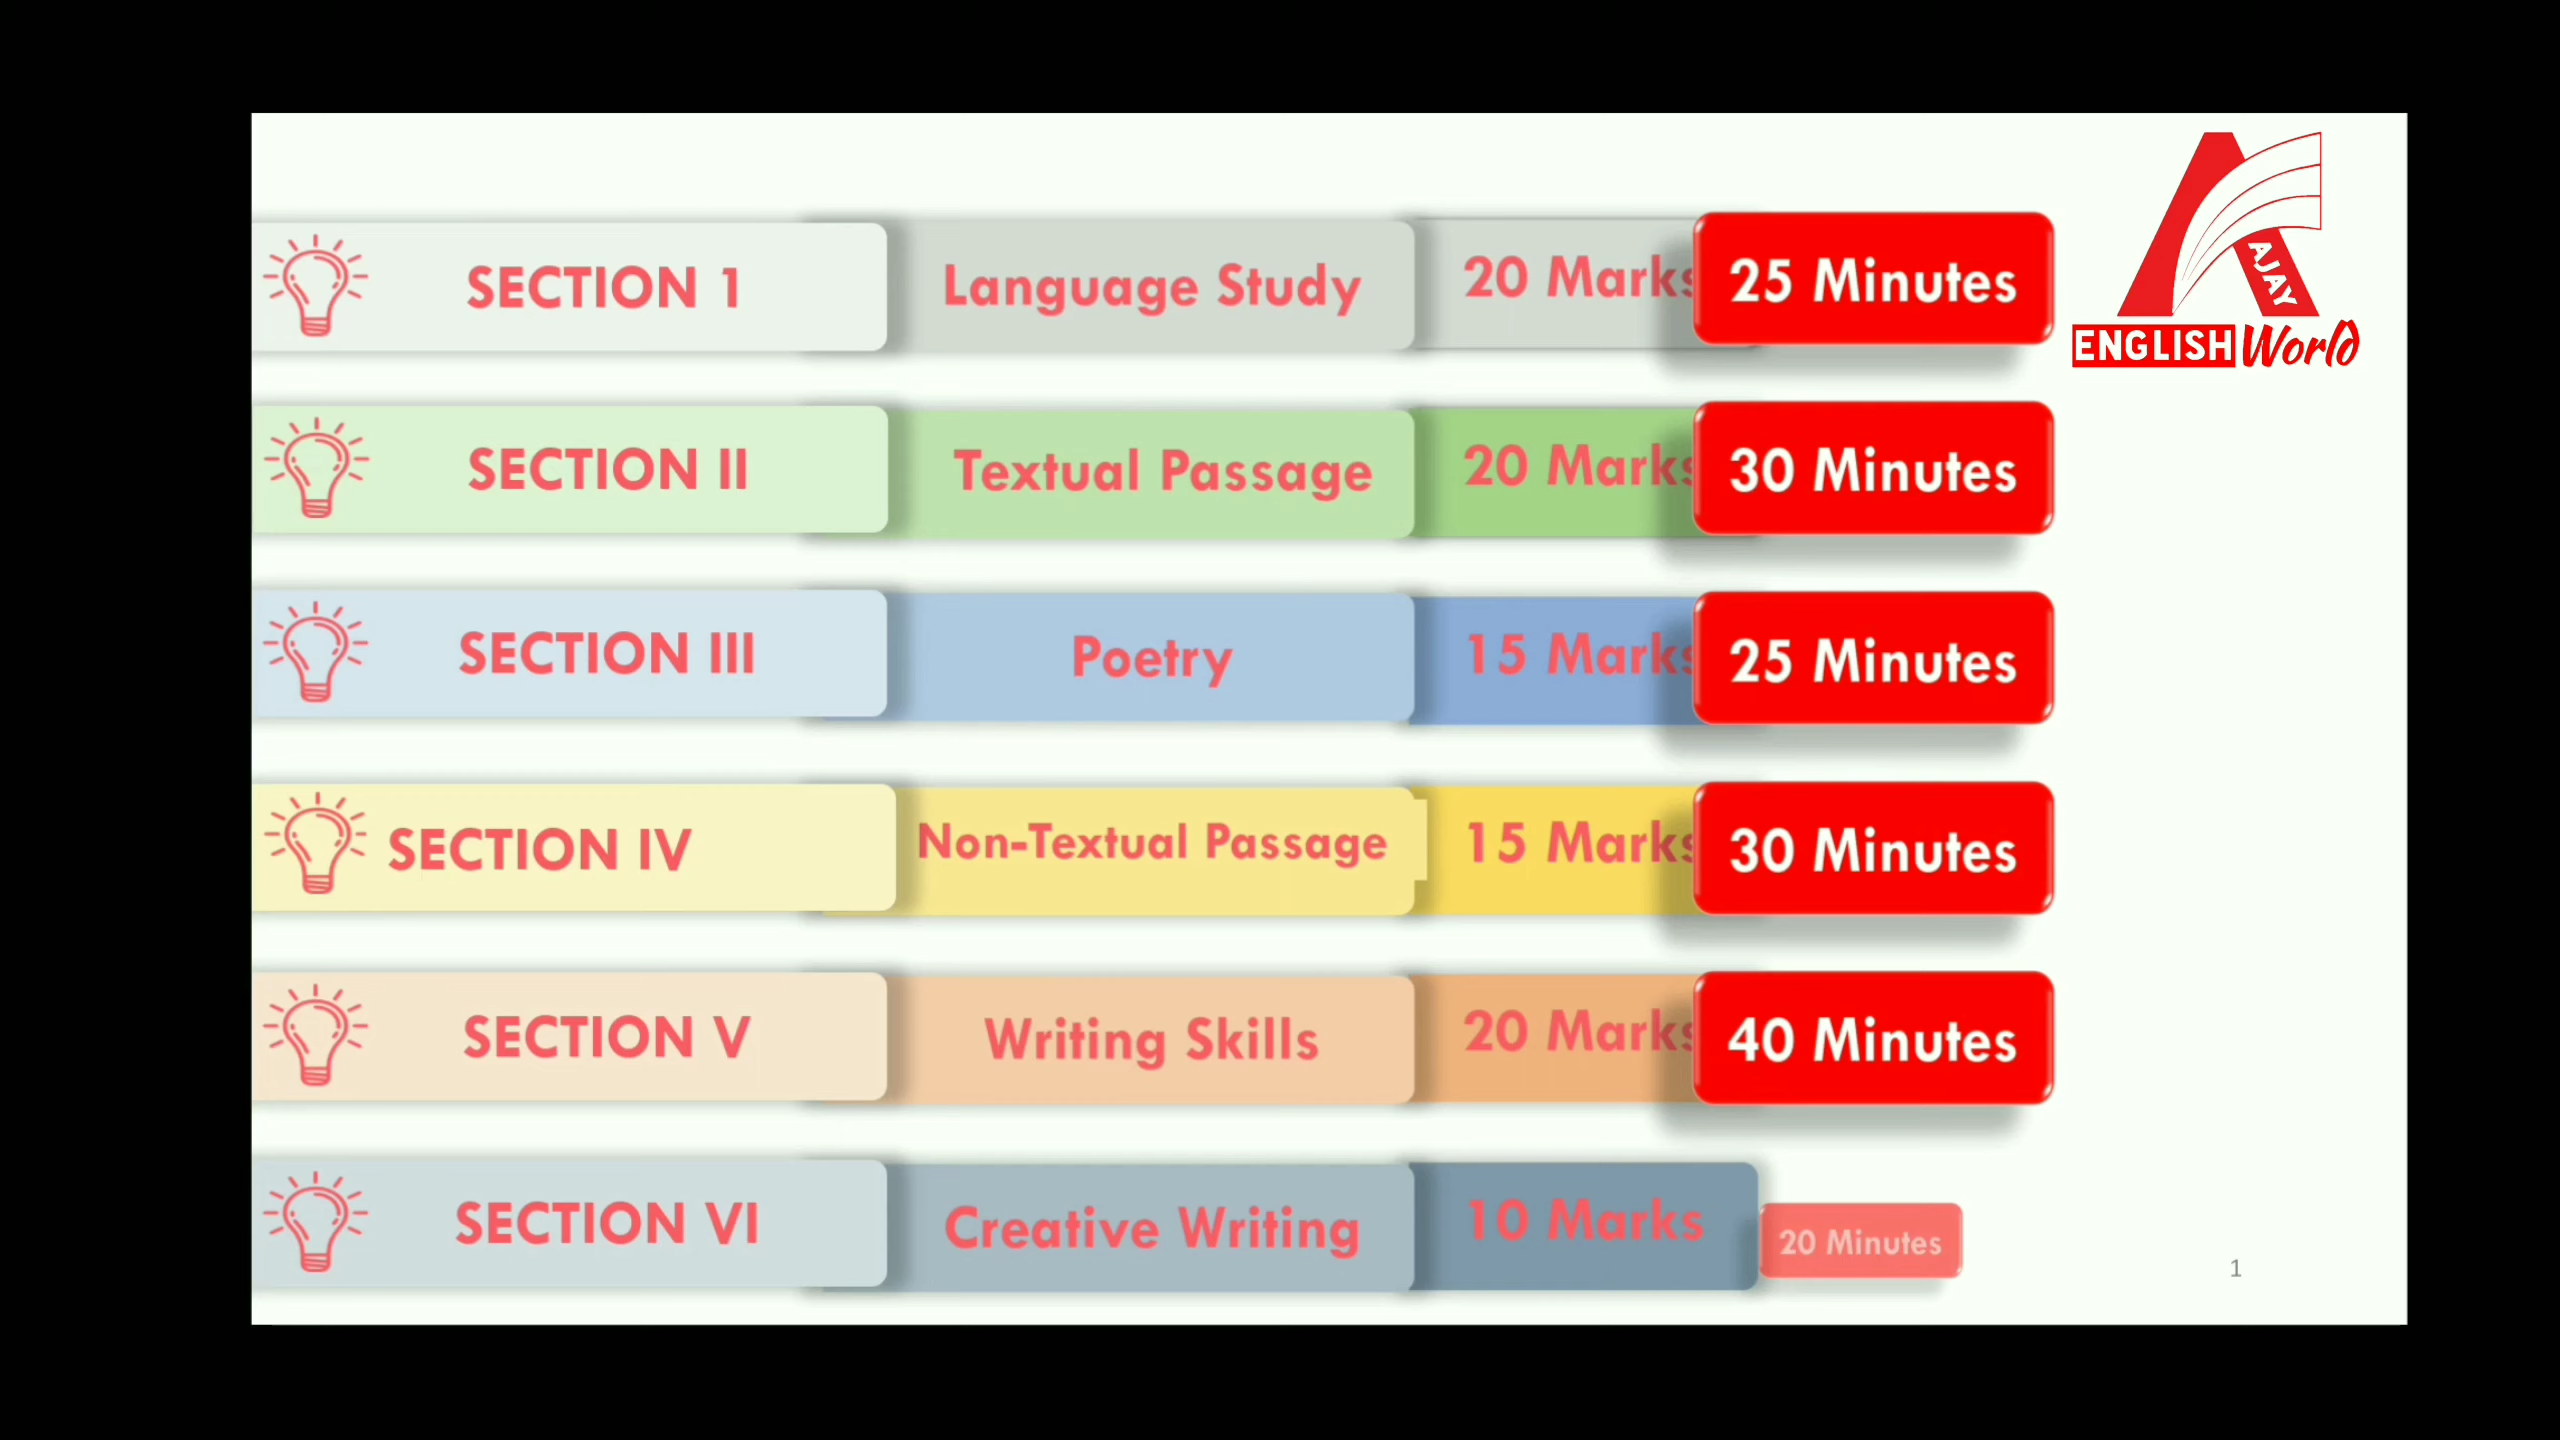 SECTION 1 Language Study 20 Marks 25 Minutes
AJAY
ENGLISH World
SECTION II Textual Passage 20 Marks 30 Minutes
SECTION III Poetry 15 Marks 25 Minutes
SECTION IV Non-Textual Passage 15 Marks 30 Minutes
SECTION V Writing Skills 20 Marks 40 Minutes
SECTION VI Creative Writing 10 Marks 20 Minutes
1